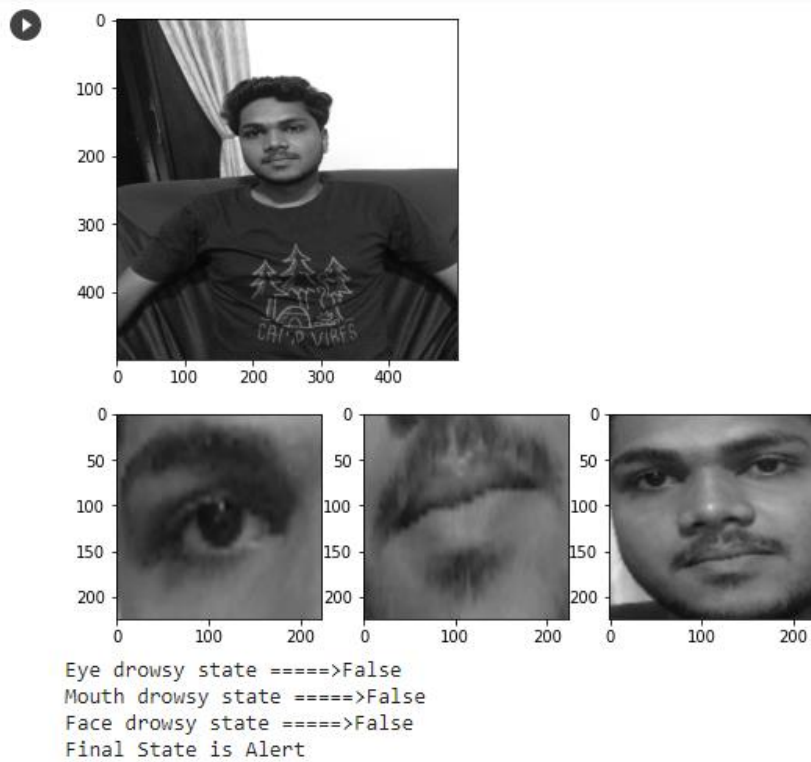 0
100
200
300
400
0 100 200 300 400
CAMP VIBES
0 0 0
50 50 50
100 100 100
150 150 150
200 200 200
0 100 200 0 100 200 0 100 200
Eye drowsy state =====>False
Mouth drowsy state =====>False
Face drowsy state =====>False
Final State is Alert